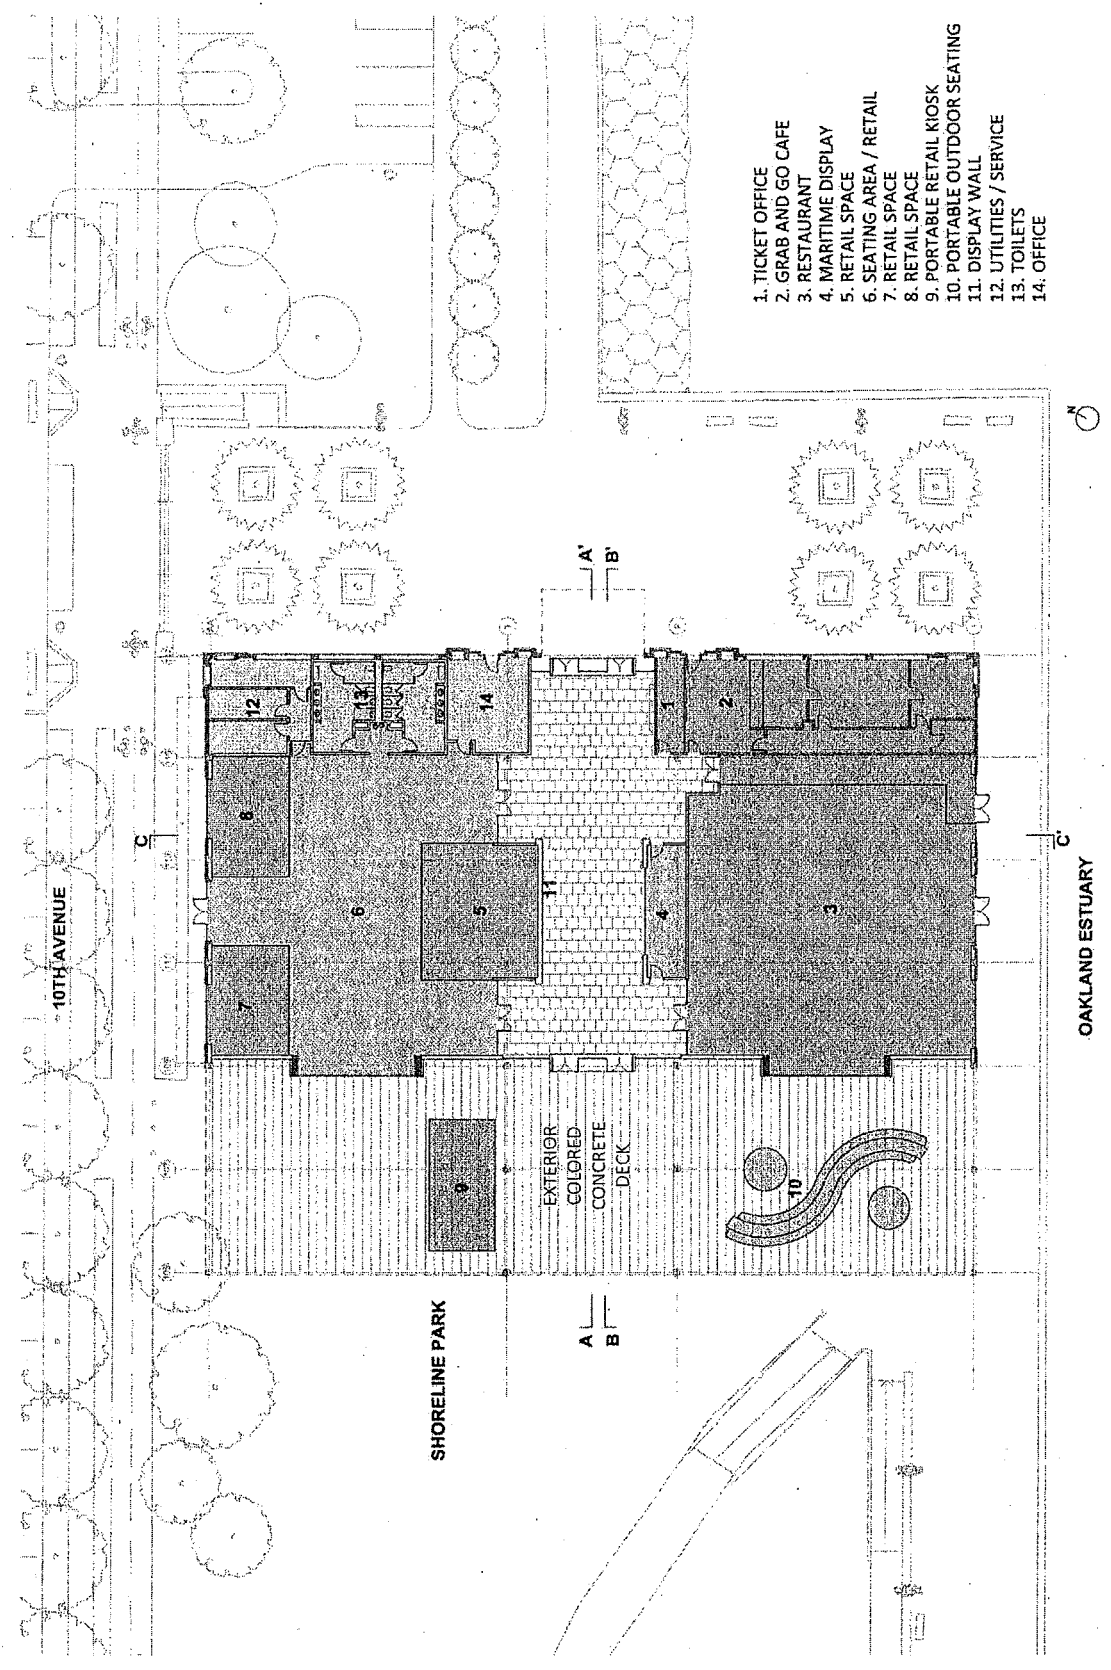 10TH AVENUE
C
12
13
14
1
2
8
7
6
5
11
4
3
A'
B'
C'
9
EXTERIOR
COLORED
CONCRETE
DECK
10
A
B
SHORELINE PARK
OAKLAND ESTUARY
N
1. TICKET OFFICE
2. GRAB AND GO CAFE
3. RESTAURANT
4. MARITIME DISPLAY
5. RETAIL SPACE
6. SEATING AREA / RETAIL
7. RETAIL SPACE
8. RETAIL SPACE
9. PORTABLE RETAIL KIOSK
10. PORTABLE OUTDOOR SEATING
11. DISPLAY WALL
12. UTILITIES / SERVICE
13. TOILETS
14. OFFICE